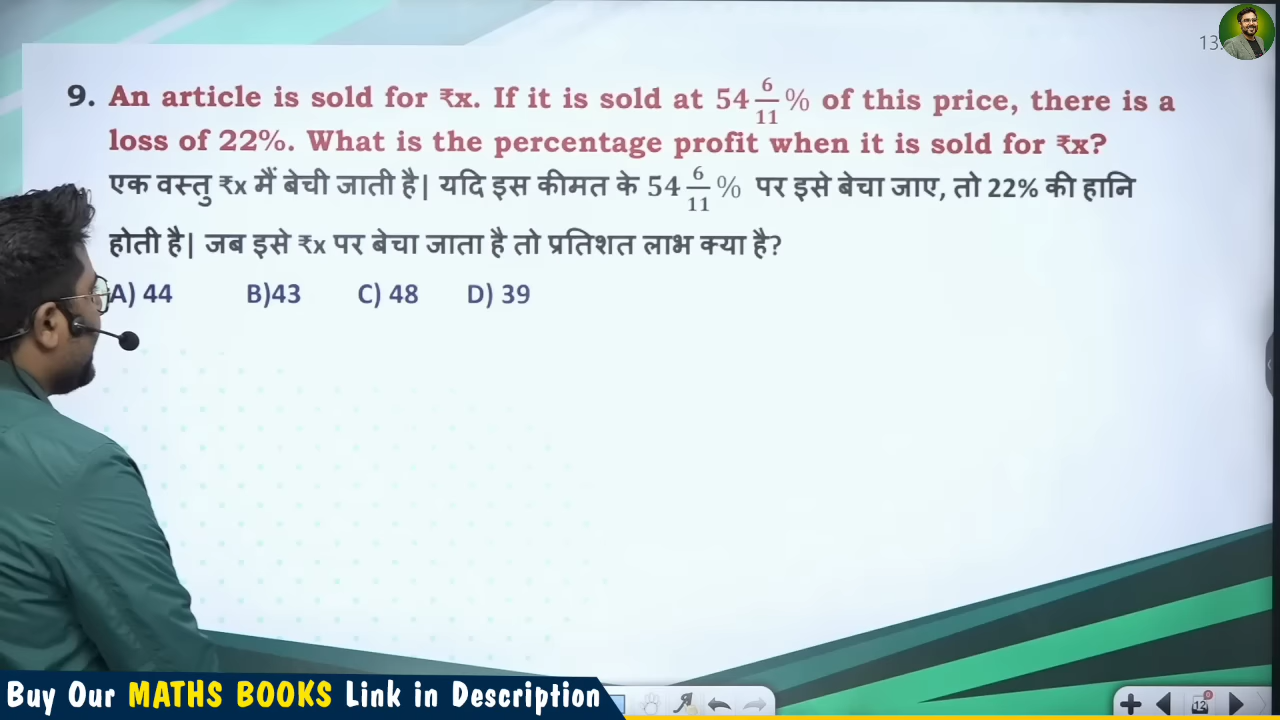 13.
9. An article is sold for ₹x. If it is sold at 54 6/11 % of this price, there is a
loss of 22%. What is the percentage profit when it is sold for ₹x?
एक वस्तु ₹x मैं बेची जाती है| यदि इस कीमत के 54 6/11 % पर इसे बेचा जाए, तो 22% की हानि
होती है| जब इसे ₹x पर बेचा जाता है तो प्रतिशत लाभ क्या है?
A) 44 B)43 C) 48 D) 39
Buy Our MATHS BOOKS Link in Description
12